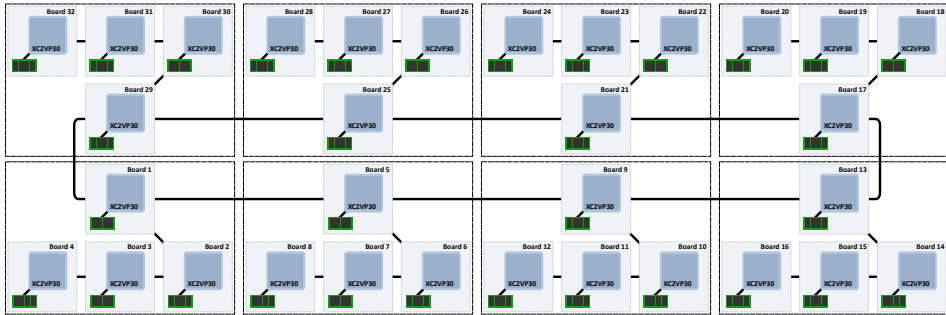 Board 32 Board 31 Board 30 Board 28 Board 27 Board 26 Board 24 Board 23 Board 22 Board 20 Board 19 Board 18
XC2VP30 XC2VP30 XC2VP30 XC2VP30 XC2VP30 XC2VP30 XC2VP30 XC2VP30 XC2VP30 XC2VP30 XC2VP30 XC2VP30
Board 29 Board 25 Board 21 Board 17
XC2VP30 XC2VP30 XC2VP30 XC2VP30
Board 1 Board 5 Board 9 Board 13
XC2VP30 XC2VP30 XC2VP30 XC2VP30
Board 4 Board 3 Board 2 Board 8 Board 7 Board 6 Board 12 Board 11 Board 10 Board 16 Board 15 Board 14
XC2VP30 XC2VP30 XC2VP30 XC2VP30 XC2VP30 XC2VP30 XC2VP30 XC2VP30 XC2VP30 XC2VP30 XC2VP30 XC2VP30